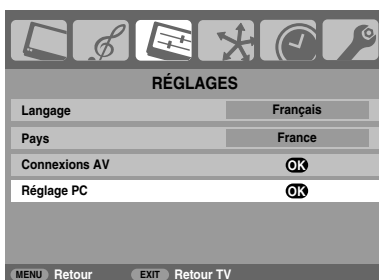 RÉGLAGES
Langage Français
Pays France
Connexions AV OK
Réglage PC OK
MENU Retour EXIT Retour TV